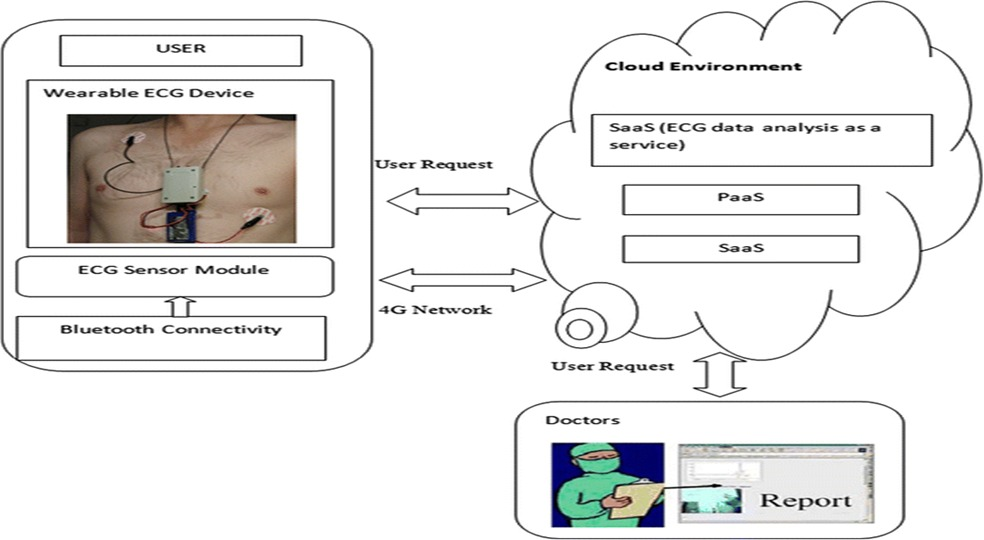 USER
Wearable ECG Device
ECG Sensor Module
Bluetooth Connectivity
User Request
4G Network
Cloud Environment
SaaS (ECG data analysis as a
service)
PaaS
SaaS
User Request
Doctors
Report